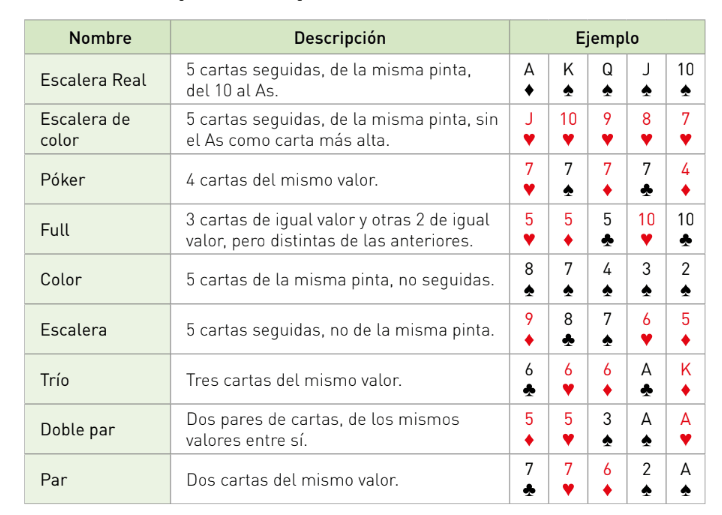 Nombre Descripción Ejemplo
Escalera Real
5 cartas seguidas, de la misma pinta,
del 10 al As.
A K Q J 10
♦ ♠ ♠ ♠ ♠
Escalera de
color
5 cartas seguidas, de la misma pinta, sin
el As como carta más alta.
J 10 9 8 7
♥ ♥ ♥ ♥ ♥
Póker
4 cartas del mismo valor.
7 7 7 7 4
♥ ♠ ♦ ♣ ♦
Full
3 cartas de igual valor y otras 2 de igual
valor, pero distintas de las anteriores.
5 5 5 10 10
♥ ♦ ♣ ♥ ♣
Color
5 cartas de la misma pinta, no seguidas.
8 7 4 3 2
♠ ♠ ♠ ♠ ♠
Escalera
5 cartas seguidas, no de la misma pinta.
9 8 7 6 5
♦ ♣ ♠ ♥ ♦
Trío
Tres cartas del mismo valor.
6 6 6 A K
♣ ♥ ♦ ♣ ♦
Doble par
Dos pares de cartas, de los mismos
valores entre sí.
5 5 3 A A
♦ ♥ ♠ ♠ ♥
Par
Dos cartas del mismo valor.
7 7 6 2 A
♣ ♥ ♦ ♠ ♠